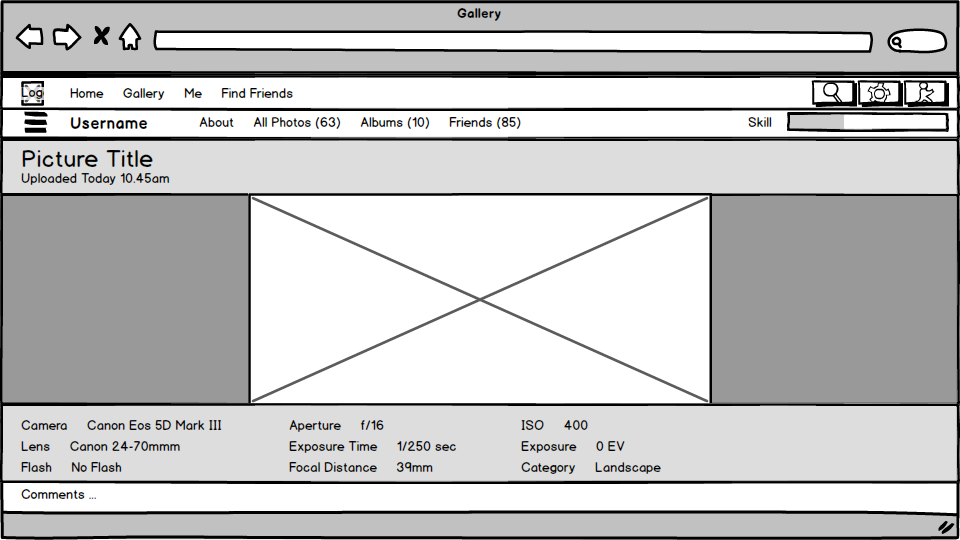 Gallery
Log Home Gallery Me Find Friends
Username About All Photos (63) Albums (10) Friends (85) Skill
Picture Title
Uploaded Today 10.45am
Camera Canon Eos 5D Mark III Aperture f/16 ISO 400
Lens Canon 24-70mmm Exposure Time 1/250 sec Exposure 0 EV
Flash No Flash Focal Distance 39mm Category Landscape
Comments ...